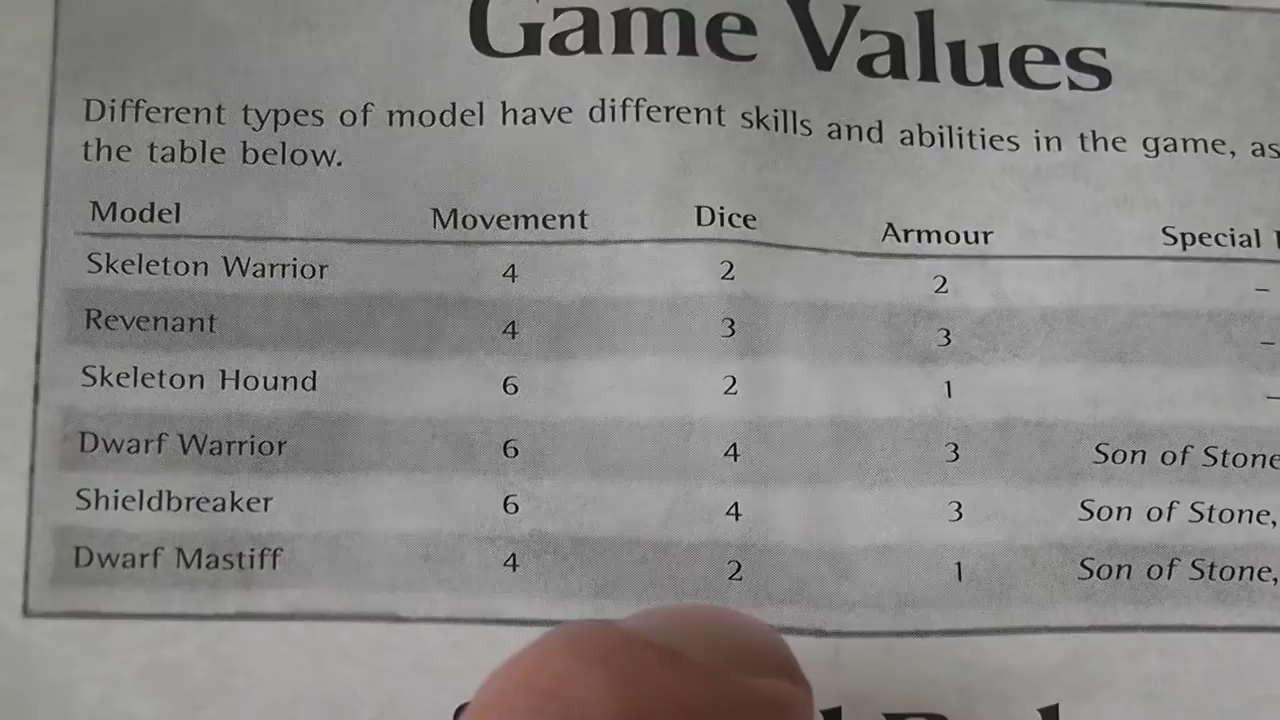 Game Values
Different types of model have different skills and abilities in the game, as
the table below.
Model Movement Dice Armour Special
Skeleton Warrior 4 2 2 –
Revenant 4 3 3 –
Skeleton Hound 6 2 1 –
Dwarf Warrior 6 4 3 Son of Stone
Shieldbreaker 6 4 3 Son of Stone,
Dwarf Mastiff 4 2 1 Son of Stone,